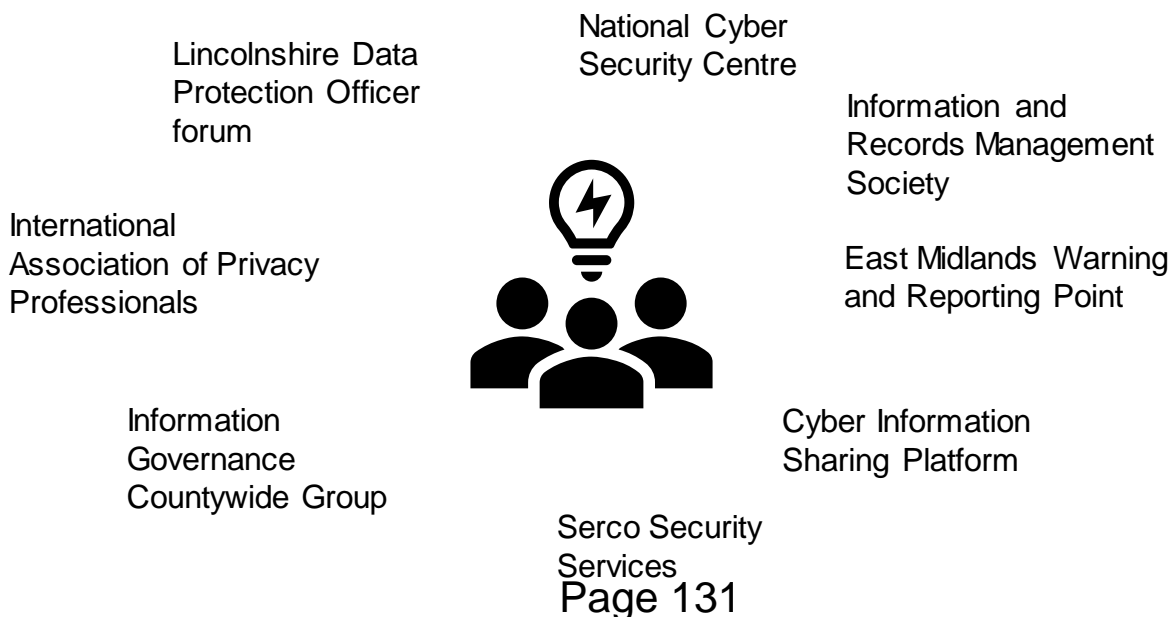 National Cyber
Security Centre
Lincolnshire Data
Protection Officer
forum
Information and
Records Management
Society
International
Association of Privacy
Professionals
East Midlands Warning
and Reporting Point
Information
Governance
Countywide Group
Cyber Information
Sharing Platform
Serco Security
Services
Page 131